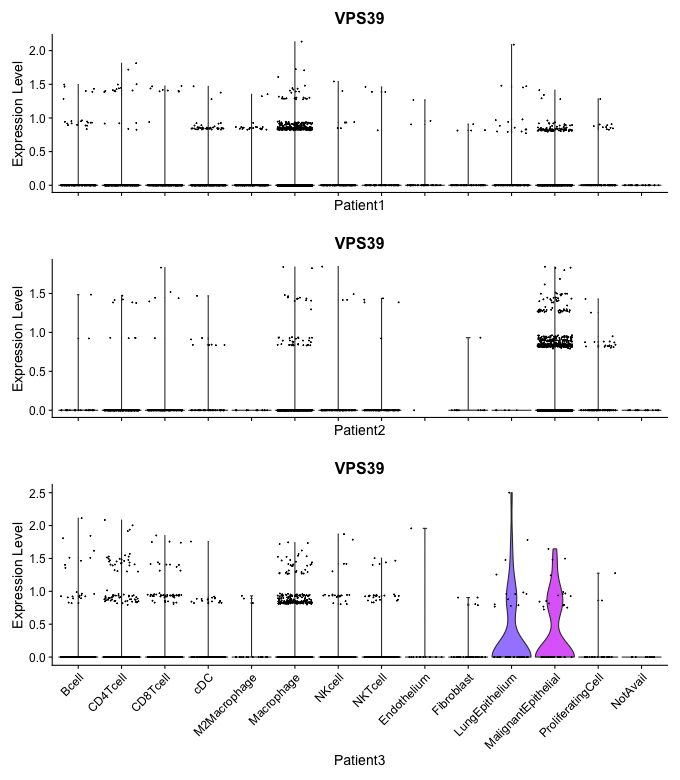 VPS39
Expression Level
2.0
1.5
1.0
0.5
0.0
Patient1
VPS39
Expression Level
1.5
1.0
0.5
0.0
Patient2
VPS39
Expression Level
2.5
2.0
1.5
1.0
0.5
0.0
Bcell
CD4Tcell
CD8Tcell
cDC
M2Macrophage
Macrophage
NKcell
NKTcell
Endothelium
Fibroblast
LungEpithelium
MalignantEpithelial
ProliferatingCell
NotAvail
Patient3